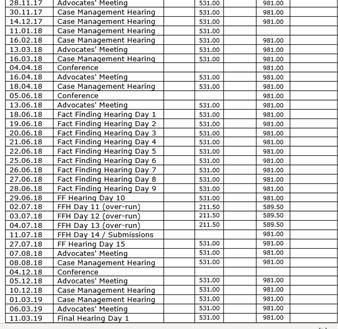 28.11.17 Advocates' Meeting 531.00 981.00
30.11.17 Case Management Hearing 531.00 981.00
14.12.17 Case Management Hearing 531.00 981.00
11.01.18 Case Management Hearing 531.00
16.02.18 Case Management Hearing 531.00 981.00
13.03.18 Advocates' Meeting 531.00 981.00
16.03.18 Case Management Hearing 531.00 981.00
04.04.18 Conference 981.00
16.04.18 Advocates' Meeting 531.00 981.00
18.04.18 Case Management Hearing 531.00 981.00
05.06.18 Conference 981.00
13.06.18 Advocates' Meeting 531.00 981.00
18.06.18 Fact Finding Hearing Day 1 531.00 981.00
19.06.18 Fact Finding Hearing Day 2 531.00 981.00
20.06.18 Fact Finding Hearing Day 3 531.00 981.00
21.06.18 Fact Finding Hearing Day 4 531.00 981.00
22.06.18 Fact Finding Hearing Day 5 531.00 981.00
25.06.18 Fact Finding Hearing Day 6 531.00 981.00
26.06.18 Fact Finding Hearing Day 7 531.00 981.00
27.06.18 Fact Finding Hearing Day 8 531.00 981.00
28.06.18 Fact Finding Hearing Day 9 531.00 981.00
29.06.18 FF Hearing Day 10 531.00 981.00
02.07.18 FFH Day 11 (over-run) 211.50 589.50
03.07.18 FFH Day 12 (over-run) 211.50 589.50
04.07.18 FFH Day 13 (over-run) 211.50 589.50
11.07.18 FFH Day 14 / Submissions 981.00
27.07.18 FF Hearing Day 15 531.00 981.00
07.08.18 Advocates' Meeting 531.00 981.00
08.08.18 Case Management Hearing 531.00 981.00
04.12.18 Conference
05.12.18 Advocates' Meeting 531.00 981.00
10.12.18 Case Management Hearing 531.00 981.00
01.03.19 Case Management Hearing 531.00 981.00
06.03.19 Advocates' Meeting 531.00 981.00
11.03.19 Final Hearing Day 1 531.00 981.00